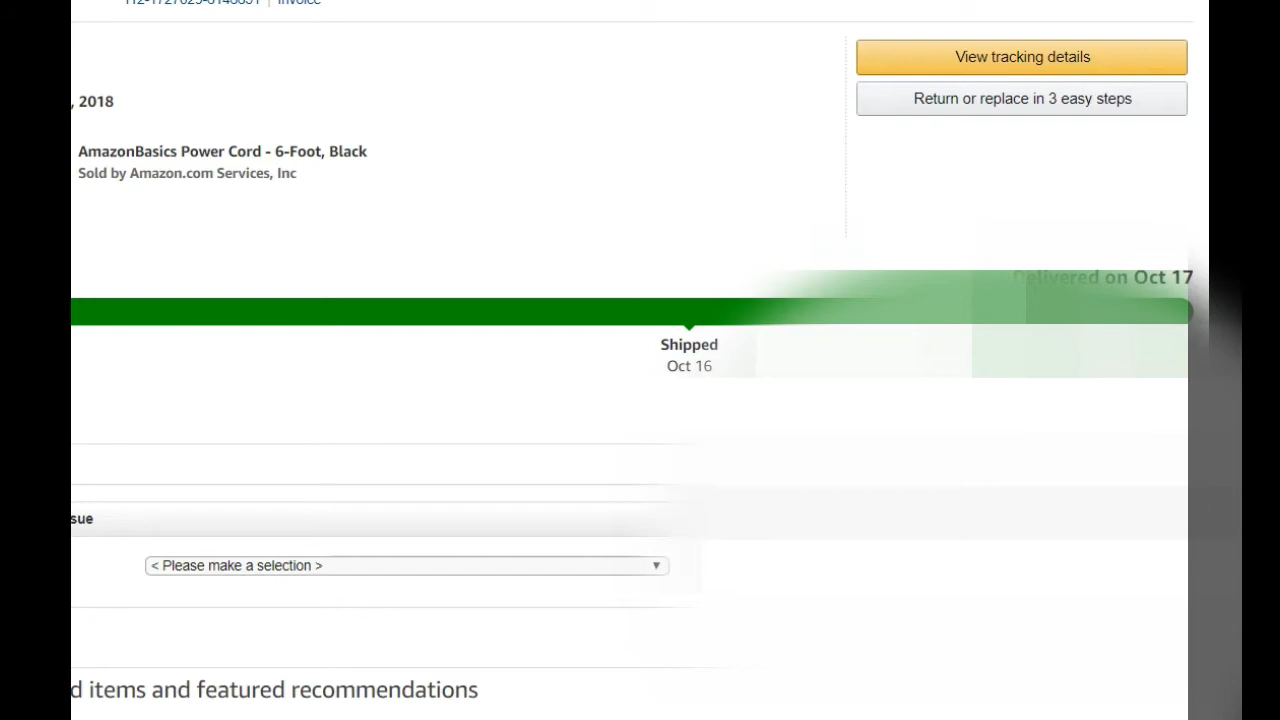 Invoice
View tracking details
Return or replace in 3 easy steps
, 2018
AmazonBasics Power Cord - 6-Foot, Black
Sold by Amazon.com Services, Inc
Delivered on Oct 17
Shipped
Oct 16
sue
< Please make a selection >
d items and featured recommendations